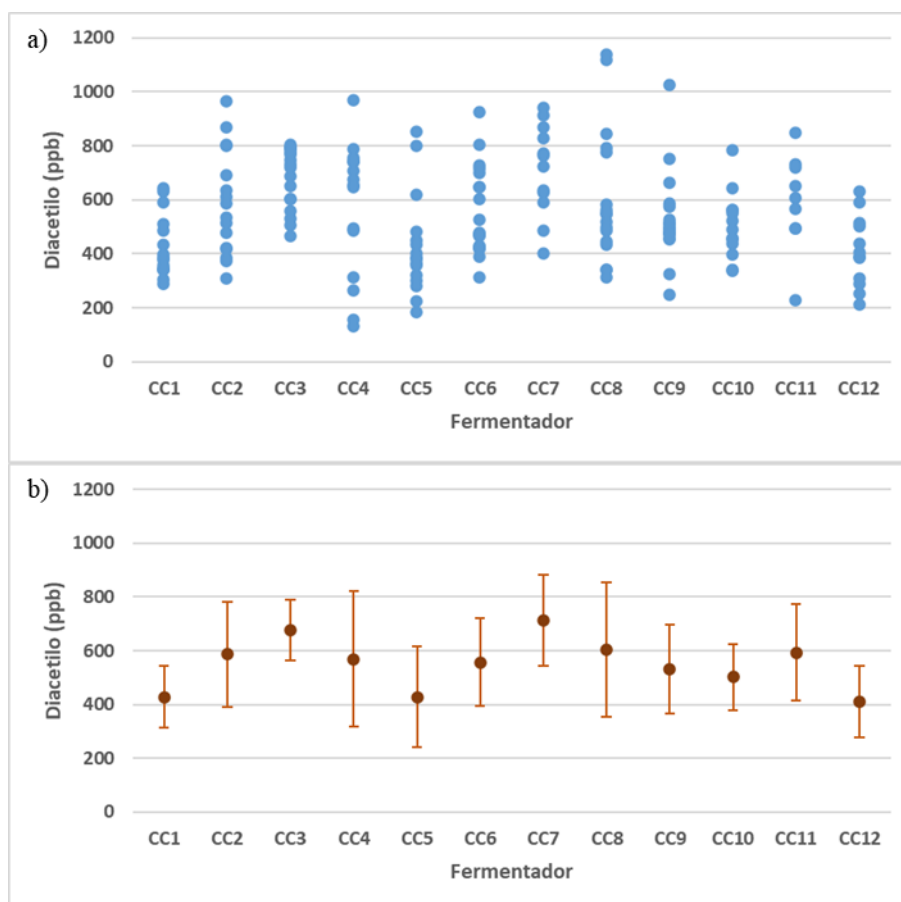 a)
1200
1000
800
600
400
200
0
Diacetilo (ppb)
CC1 CC2 CC3 CC4 CC5 CC6 CC7 CC8 CC9 CC10 CC11 CC12
Fermentador
b)
1200
1000
800
600
400
200
0
Diacetilo (ppb)
CC1 CC2 CC3 CC4 CC5 CC6 CC7 CC8 CC9 CC10 CC11 CC12
Fermentador